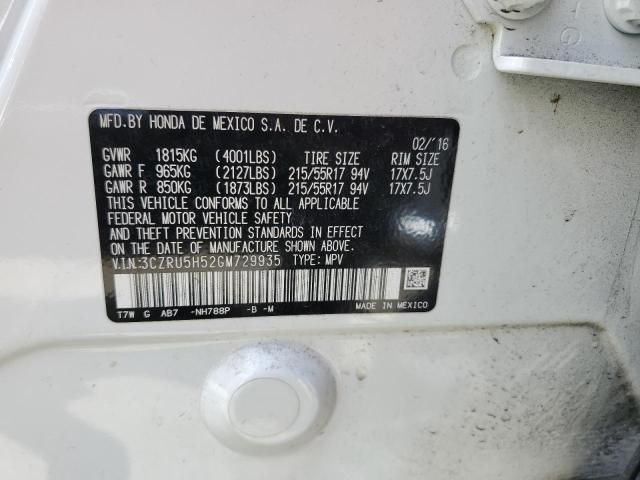 MFD.BY HONDA DE MEXICO S.A. DE C.V.
02/'16
GVWR 1815KG (4001LBS) TIRE SIZE RIM SIZE
GAWR F 965KG (2127LBS) 215/55R17 94V 17X7.5J
GAWR R 850KG (1873LBS) 215/55R17 94V 17X7.5J
THIS VEHICLE CONFORMS TO ALL APPLICABLE
FEDERAL MOTOR VEHICLE SAFETY
AND THEFT PREVENTION STANDARDS IN EFFECT
ON THE DATE OF MANUFACTURE SHOWN ABOVE.
V.I.N.:3CZRU5H52GM729935 TYPE: MPV
T7W G AB7 -NH788P -B -M MADE IN MEXICO